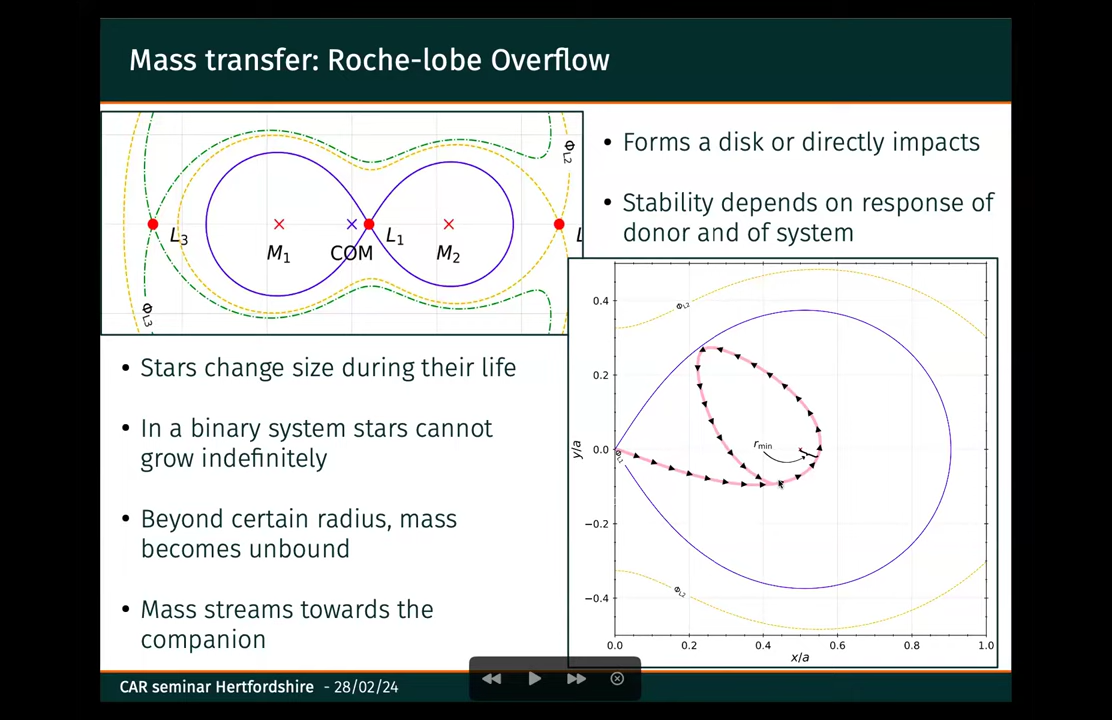 Mass transfer: Roche-lobe Overflow
ΦL2
L3
M1
COM
L1
M2
L
ΦL3
• Forms a disk or directly impacts
• Stability depends on response of
donor and of system
• Stars change size during their life
• In a binary system stars cannot
grow indefinitely
• Beyond certain radius, mass
becomes unbound
• Mass streams towards the
companion
y/a
0.4
0.2
0.0
−0.2
−0.4
ΦL2
rmin
ΦL1
ΦL2
0.0 0.2 0.4 0.6 0.8 1.0
x/a
CAR seminar Hertfordshire - 28/02/24